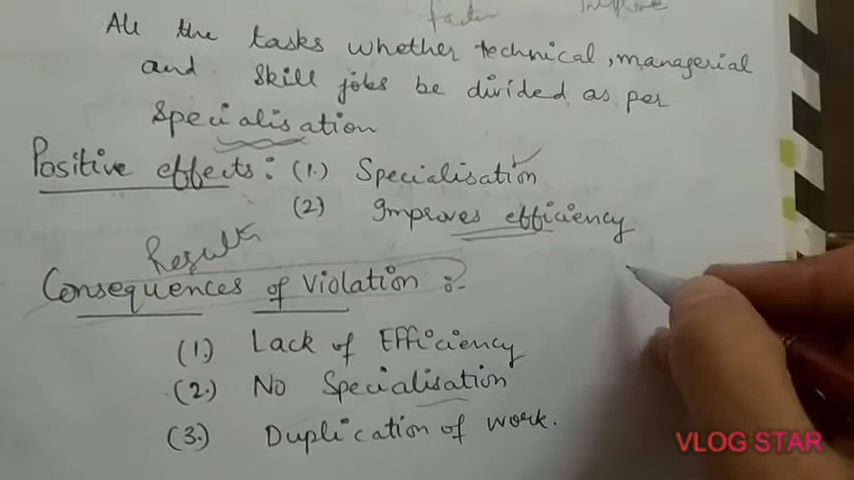 All the tasks whether technical, managerial
and skill jobs be divided as per
Specialisation
Positive effects: (1.) Specialisation
(2) Improves efficiency
Result
Consequences of Violation :-
(1.) Lack of Efficiency
(2.) No Specialisation
(3.) Duplication of work.
VLOG STAR